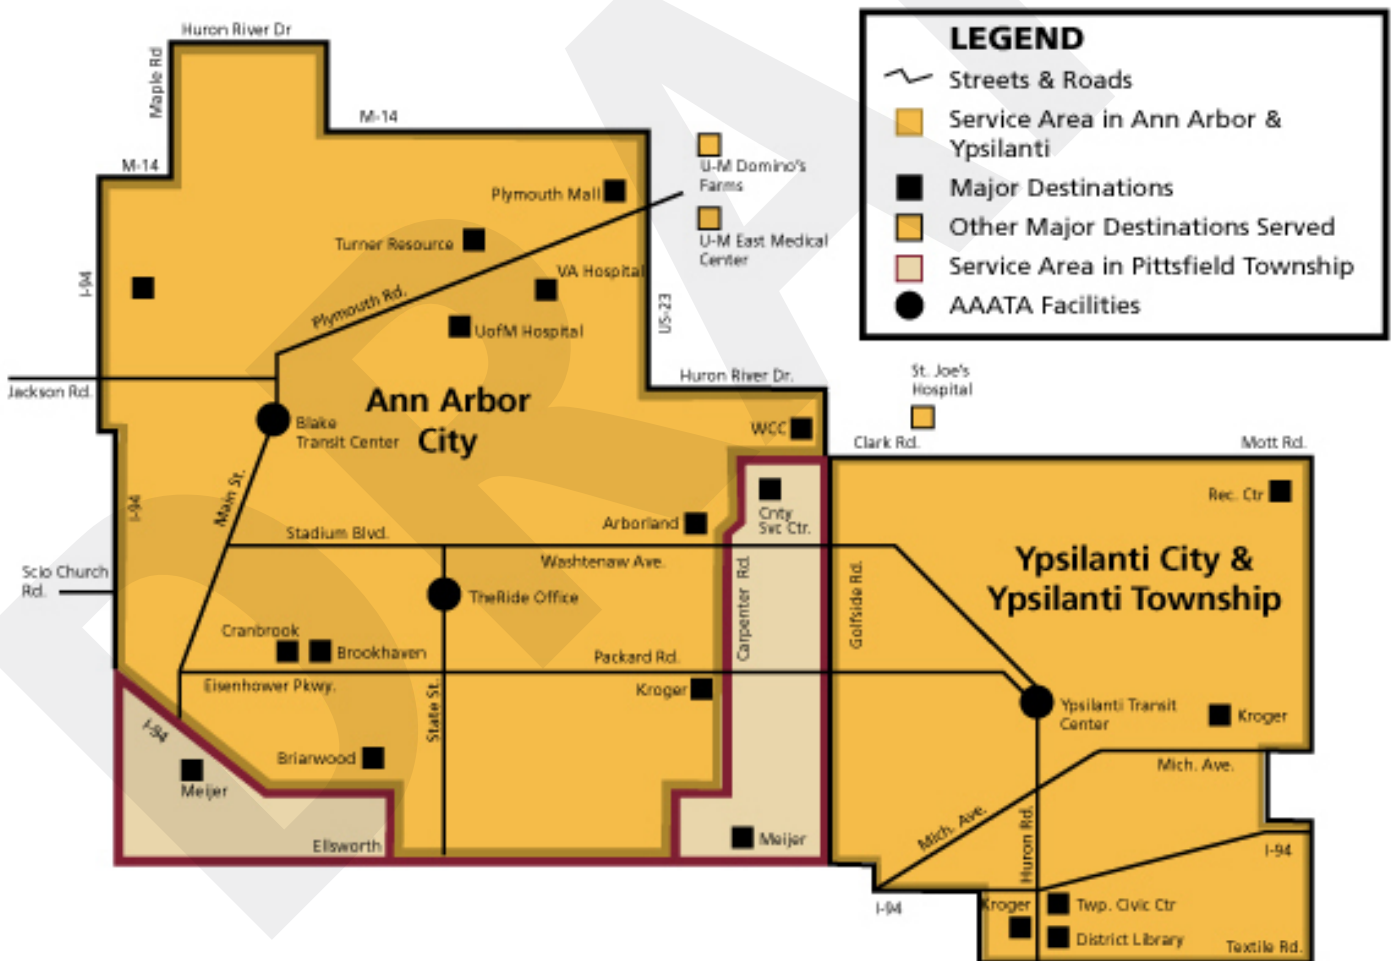 Huron River Dr
Maple Rd
M-14
M-14
LEGEND
Streets & Roads
Service Area in Ann Arbor &
Ypsilanti
Major Destinations
Other Major Destinations Served
Service Area in Pittsfield Township
AAATA Facilities
U-M Domino's
Farms
U-M East Medical
Center
Plymouth Mall
Turner Resource
VA Hospital
I-94
Plymouth Rd.
UofM Hospital
US-23
Jackson Rd.
Huron River Dr.
St. Joe's
Hospital
Ann Arbor
City
Blake
Transit Center
WCC
Clark Rd.
Mott Rd.
Main St.
I-94
Rec. Ctr
Cnty
Svc Ctr.
Arborland
Stadium Blvd.
Washtenaw Ave.
Ypsilanti City &
Ypsilanti Township
Scio Church
Rd.
TheRide Office
Carpenter Rd.
Golfside Rd.
Cranbrook
Brookhaven
Packard Rd.
Eisenhower Pkwy.
State St.
Kroger
Ypsilanti Transit
Center
Kroger
I-94
Briarwood
Mich. Ave.
Meijer
Ellsworth
Meijer
Mich. Ave.
Huron Rd.
I-94
I-94
Kroger
Twp. Civic Ctr
District Library
Textile Rd.
DRA